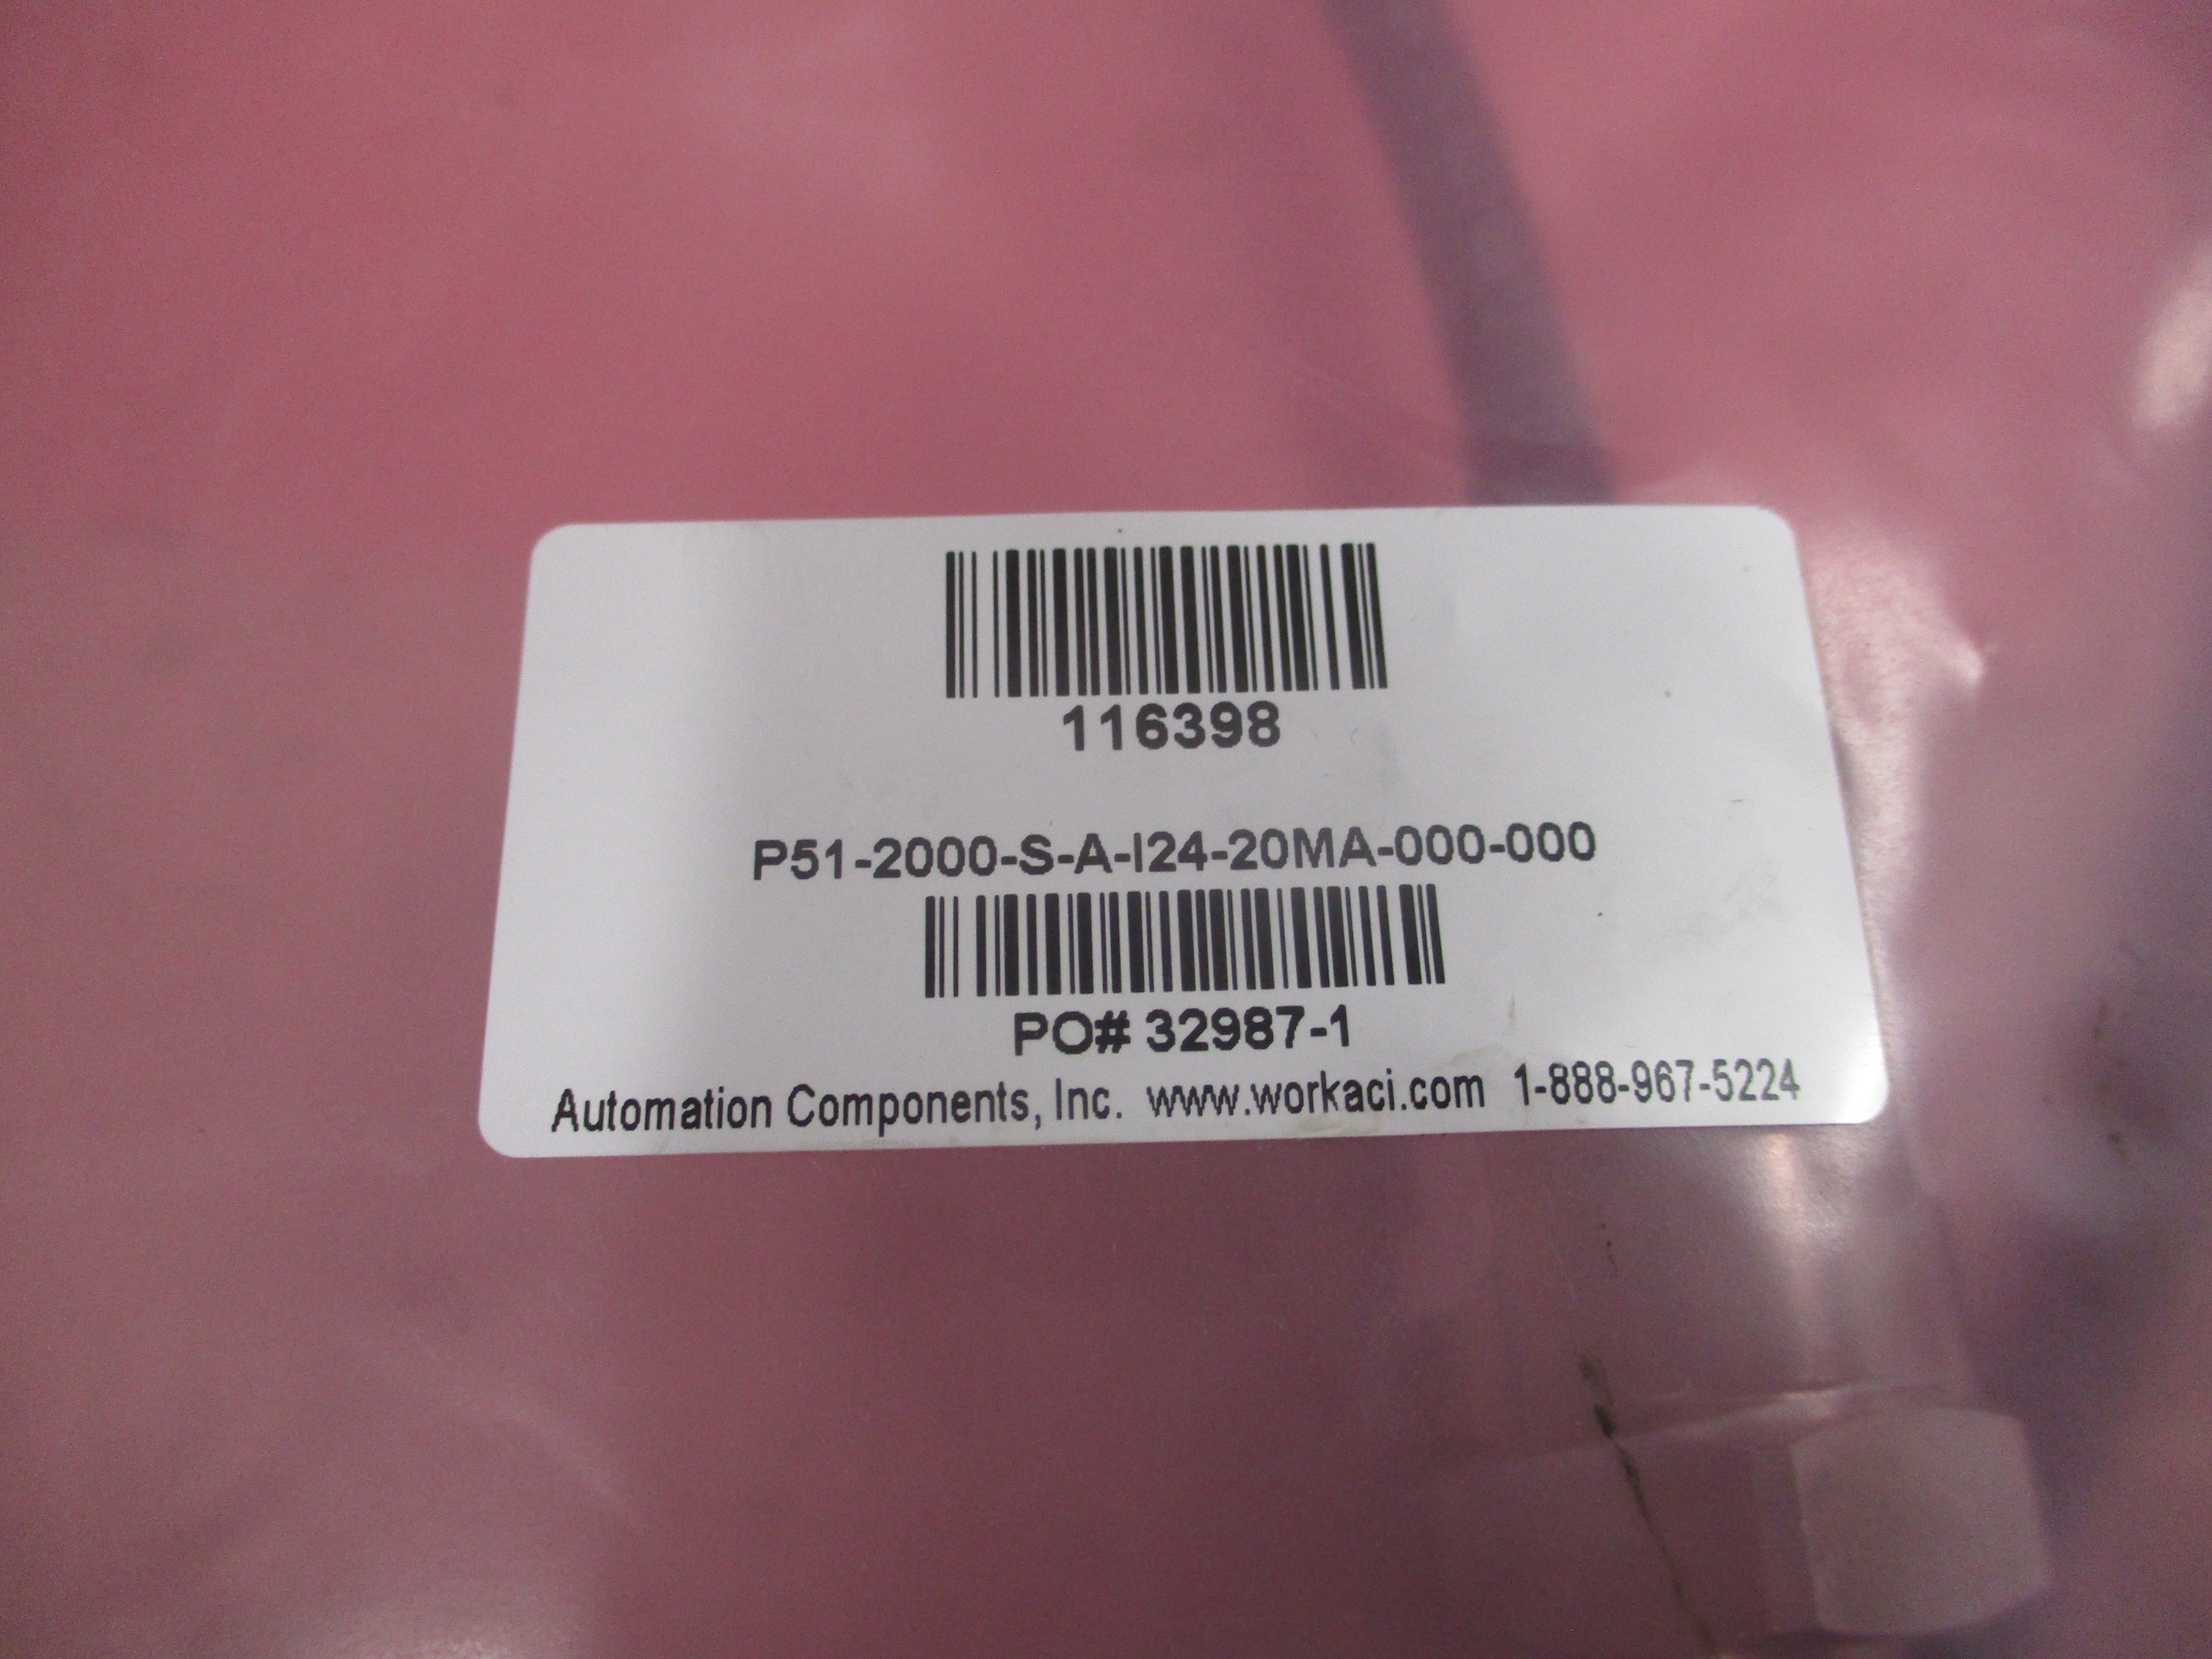 116398
P51-2000-S-A-I24-20MA-000-000
PO# 32987-1
Automation Components, Inc. www.workaci.com 1-888-967-5224